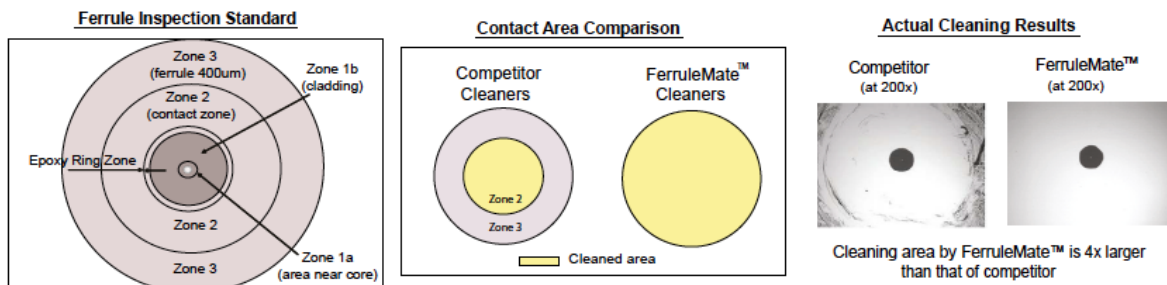 Ferrule Inspection Standard
Zone 3
(ferrule 400um)
Zone 1b
(cladding)
Zone 2
(contact zone)
Epoxy Ring Zone
Zone 2
Zone 1a
(area near core)
Zone 3
Contact Area Comparison
Competitor
Cleaners
FerruleMate™
Cleaners
Zone 2
Zone 3
Cleaned area
Actual Cleaning Results
Competitor
(at 200x)
FerruleMate™
(at 200x)
Cleaning area by FerruleMate™ is 4x larger
than that of competitor